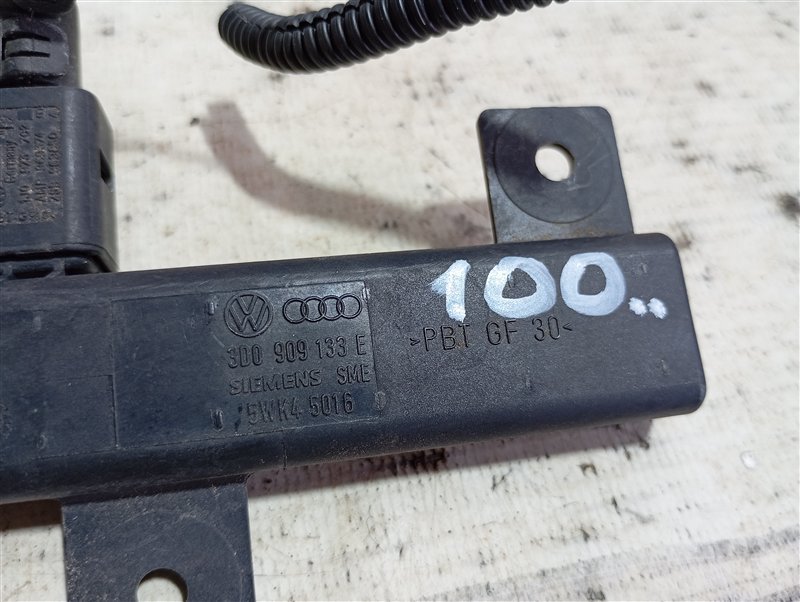 100..
3D0 909 133 E
>PBT GF 30<
SIEMENS SME
5WK4 5016